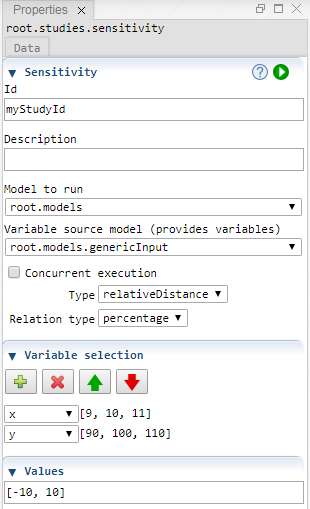 Properties
root.studies.sensitivity
Data
Sensitivity
Id
myStudyId
Description
Model to run
root.models
Variable source model (provides variables)
root.models.genericInput
Concurrent execution
Type relativeDistance
Relation type percentage
Variable selection
x [9, 10, 11]
y [90, 100, 110]
Values
[-10, 10]